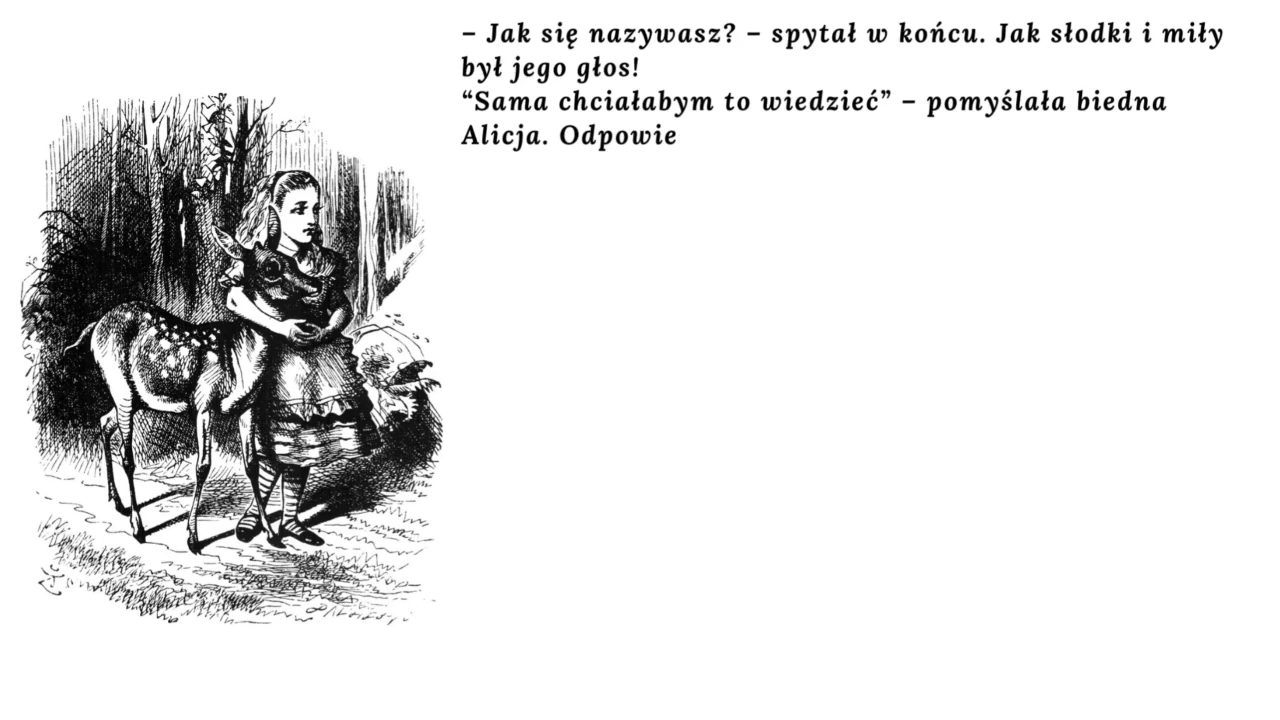 – Jak się nazywasz? – spytał w końcu. Jak słodki i miły
był jego głos!
“Sama chciałabym to wiedzieć” – pomyślała biedna
Alicja. Odpowie